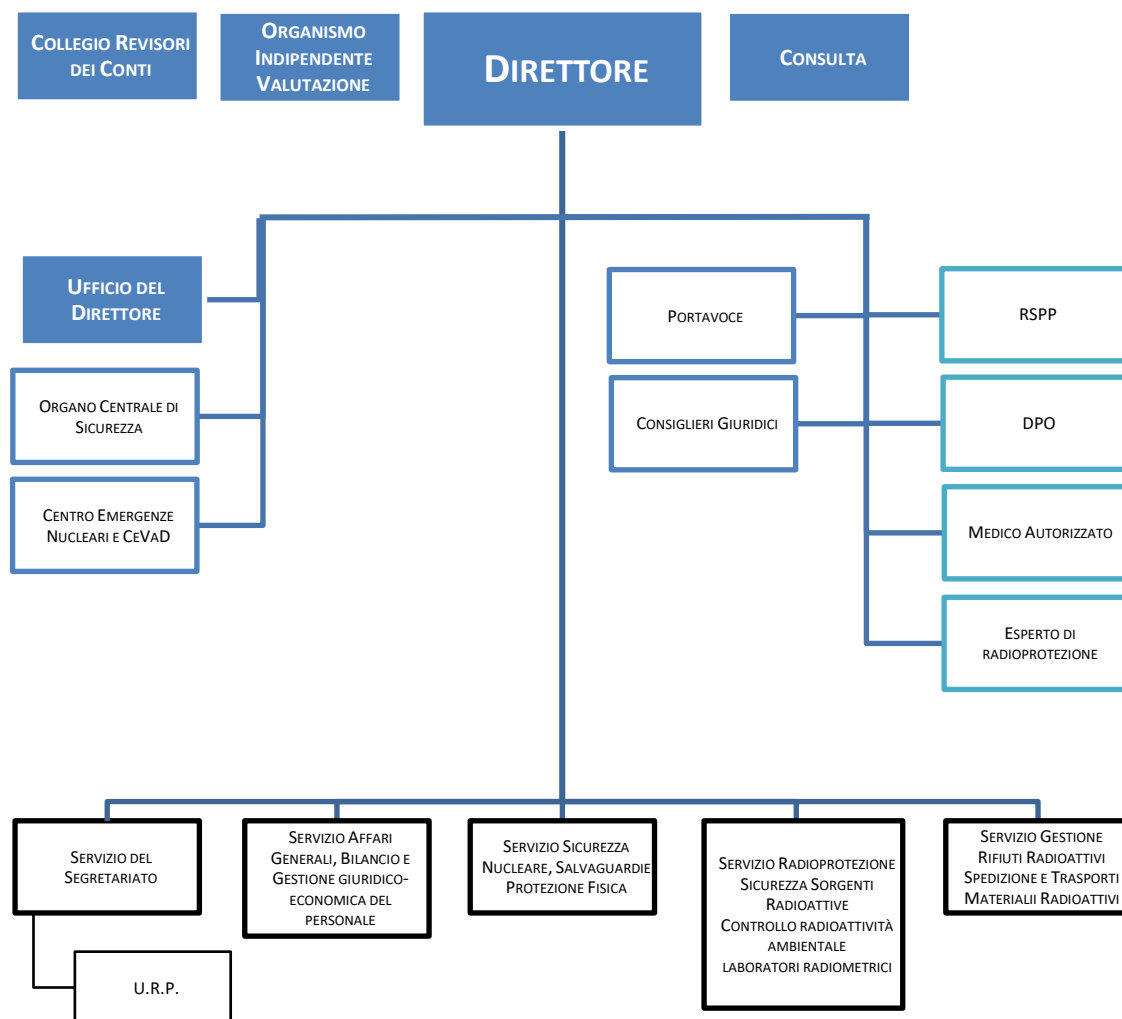 COLLEGIO REVISORI
DEI CONTI
ORGANISMO
INDIPENDENTE
VALUTAZIONE
DIRETTORE
CONSULTA
UFFICIO DEL
DIRETTORE
ORGANO CENTRALE DI
SICUREZZA
CENTRO EMERGENZE
NUCLEARI E CEVAD
PORTAVOCE
CONSIGLIERI GIURIDICI
RSPP
DPO
MEDICO AUTORIZZATO
ESPERTO DI
RADIOPROTEZIONE
SERVIZIO DEL
SEGRETARIATO
U.R.P.
SERVIZIO AFFARI
GENERALI, BILANCIO E
GESTIONE GIURIDICO-
ECONOMICA DEL
PERSONALE
SERVIZIO SICUREZZA
NUCLEARE, SALVAGUARDIE
PROTEZIONE FISICA
SERVIZIO RADIOPROTEZIONE
SICUREZZA SORGENTI
RADIOATTIVE
CONTROLLO RADIOATTIVITÀ
AMBIENTALE
LABORATORI RADIOMETRICI
SERVIZIO GESTIONE
RIFIUTI RADIOATTIVI
SPEDIZIONE E TRASPORTI
MATERIALII RADIOATTIVI